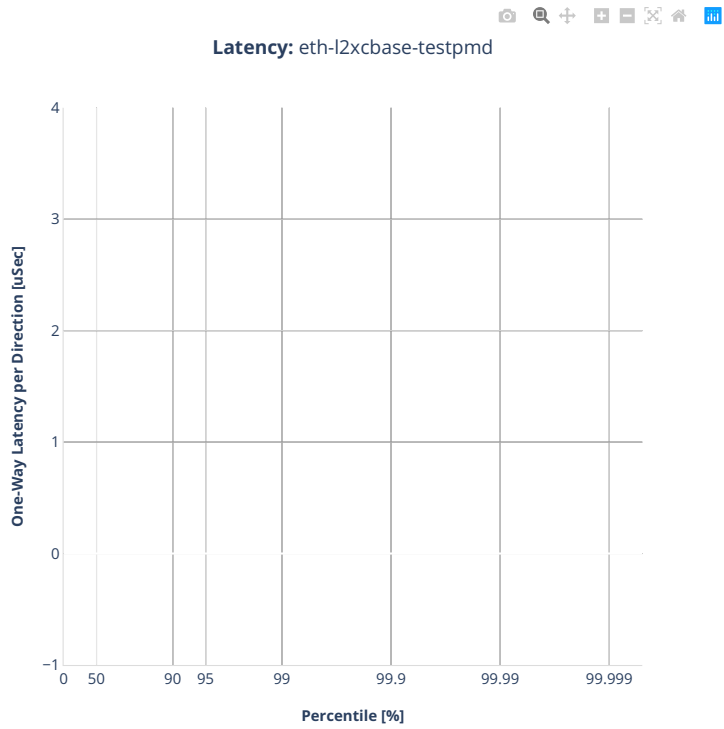 Latency: eth-l2xcbase-testpmd
One-Way Latency per Direction [uSec]
4
3
2
1
0
−1
0 50 90 95 99 99.9 99.99 99.999
Percentile [%]